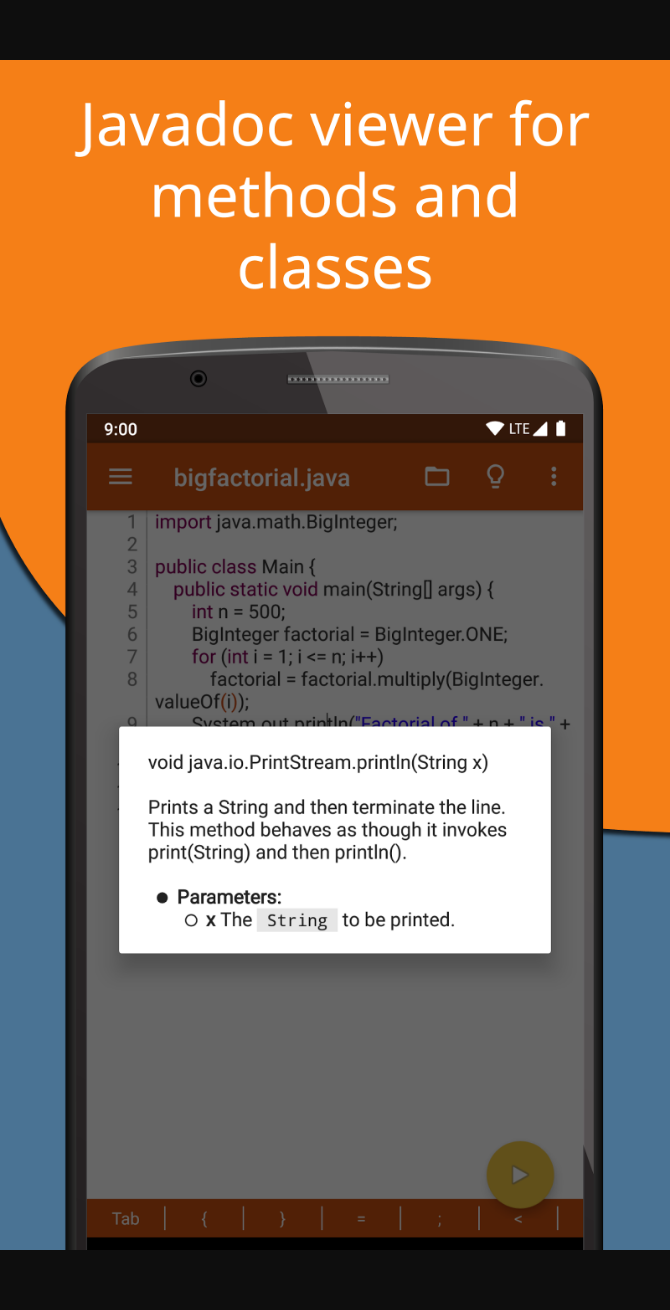 Javadoc viewer for
methods and
classes
9:00
LTE
bigfactorial.java
1 import java.math.BigInteger;
2
3 public class Main {
4 public static void main(String[] args) {
5 int n = 500;
6 BigInteger factorial = BigInteger.ONE;
7 for (int i = 1; i <= n; i++)
8 factorial = factorial.multiply(BigInteger.
valueOf(i));
9 System.out.println("Factorial of " + n + " is " +
void java.io.PrintStream.println(String x)
Prints a String and then terminate the line.
This method behaves as though it invokes
print(String) and then println().
Parameters:
x The String to be printed.
Tab { } = ; <